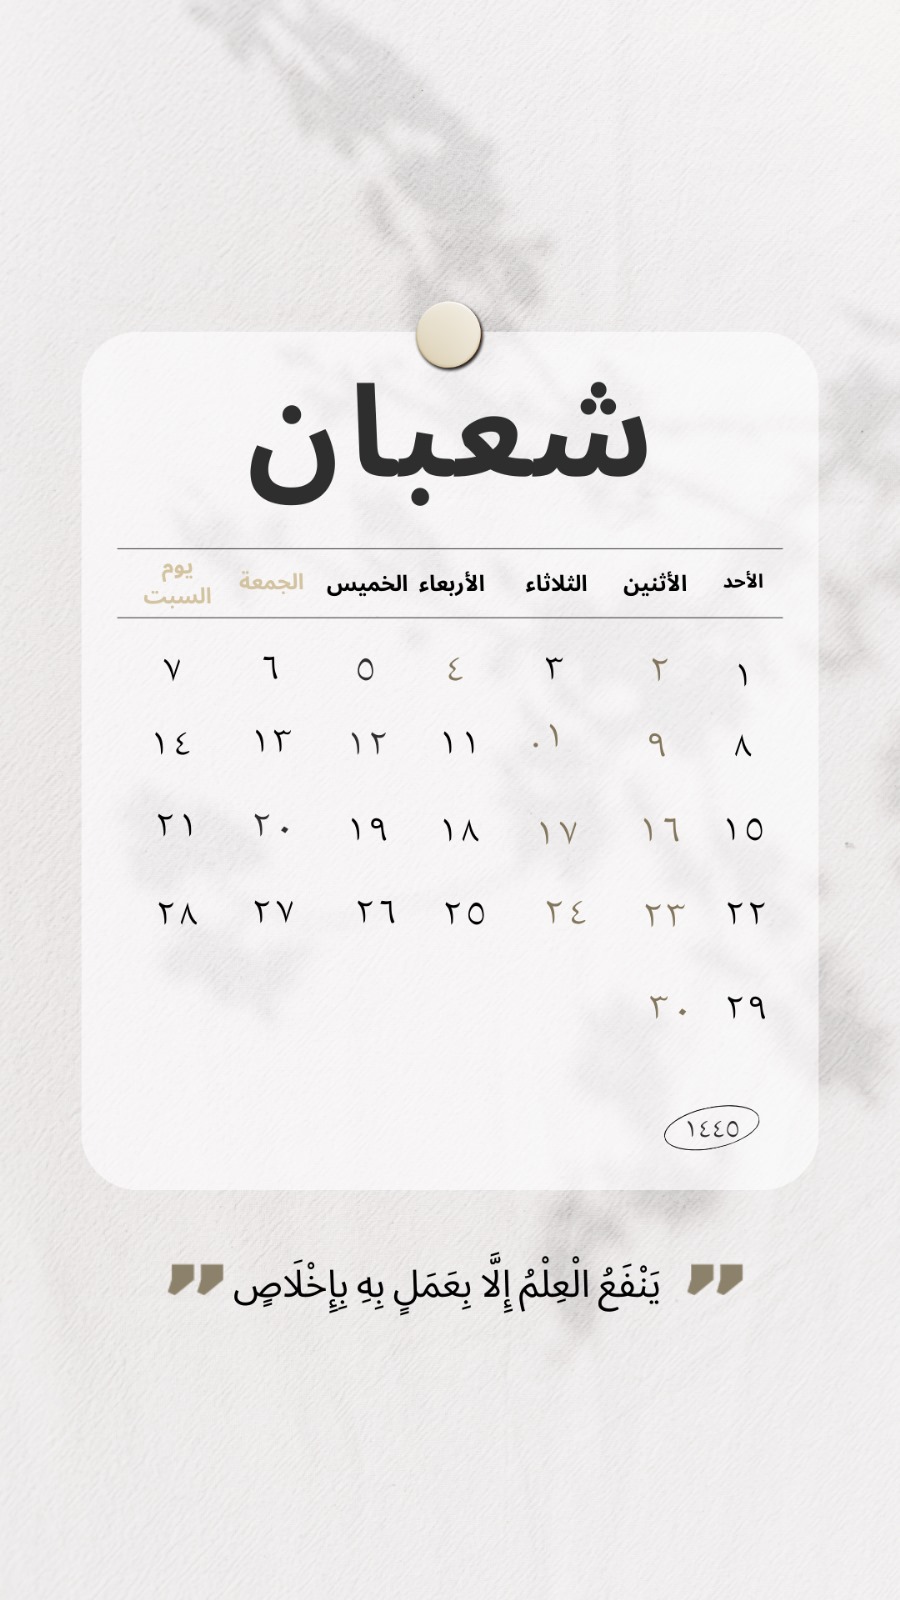 شعبان
الأحد الأثنين الثلاثاء الأربعاء الخميس الجمعة يوم السبت
١ ٢ ٣ ٤ ٥ ٦ ٧
٨ ٩ ٠١ ١١ ١٢ ١٣ ١٤
١٥ ١٦ ١٧ ١٨ ١٩ ٢٠ ٢١
٢٢ ٢٣ ٢٤ ٢٥ ٢٦ ٢٧ ٢٨
٢٩ ٣٠
١٤٤٥
" يَنْفَعُ الْعِلْمُ إِلَّا بِعَمَلٍ بِهِ بِإِخْلَاصٍ "